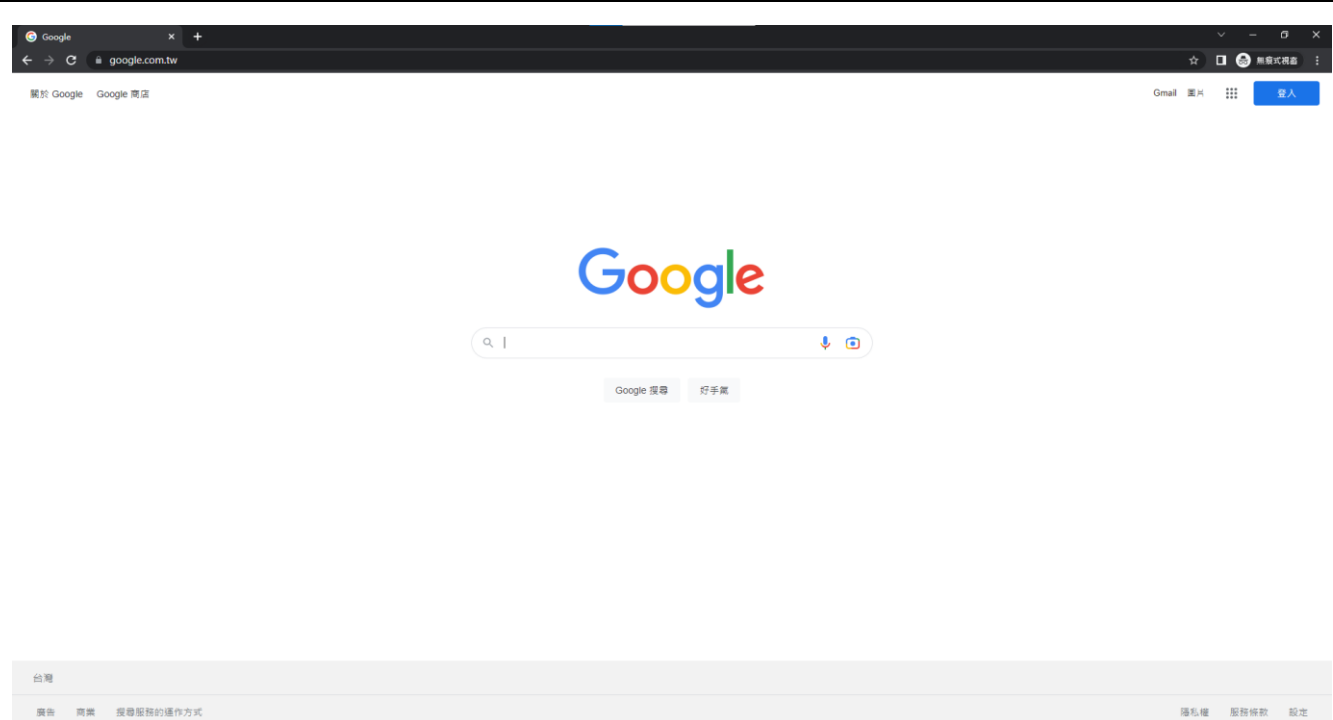 Google
google.com.tw
無痕式視窗
關於 Google Google 商店
Gmail 圖片
登入
Google
Google 搜尋 好手氣
台灣
廣告 商業 搜尋服務的運作方式
隱私權 服務條款 設定